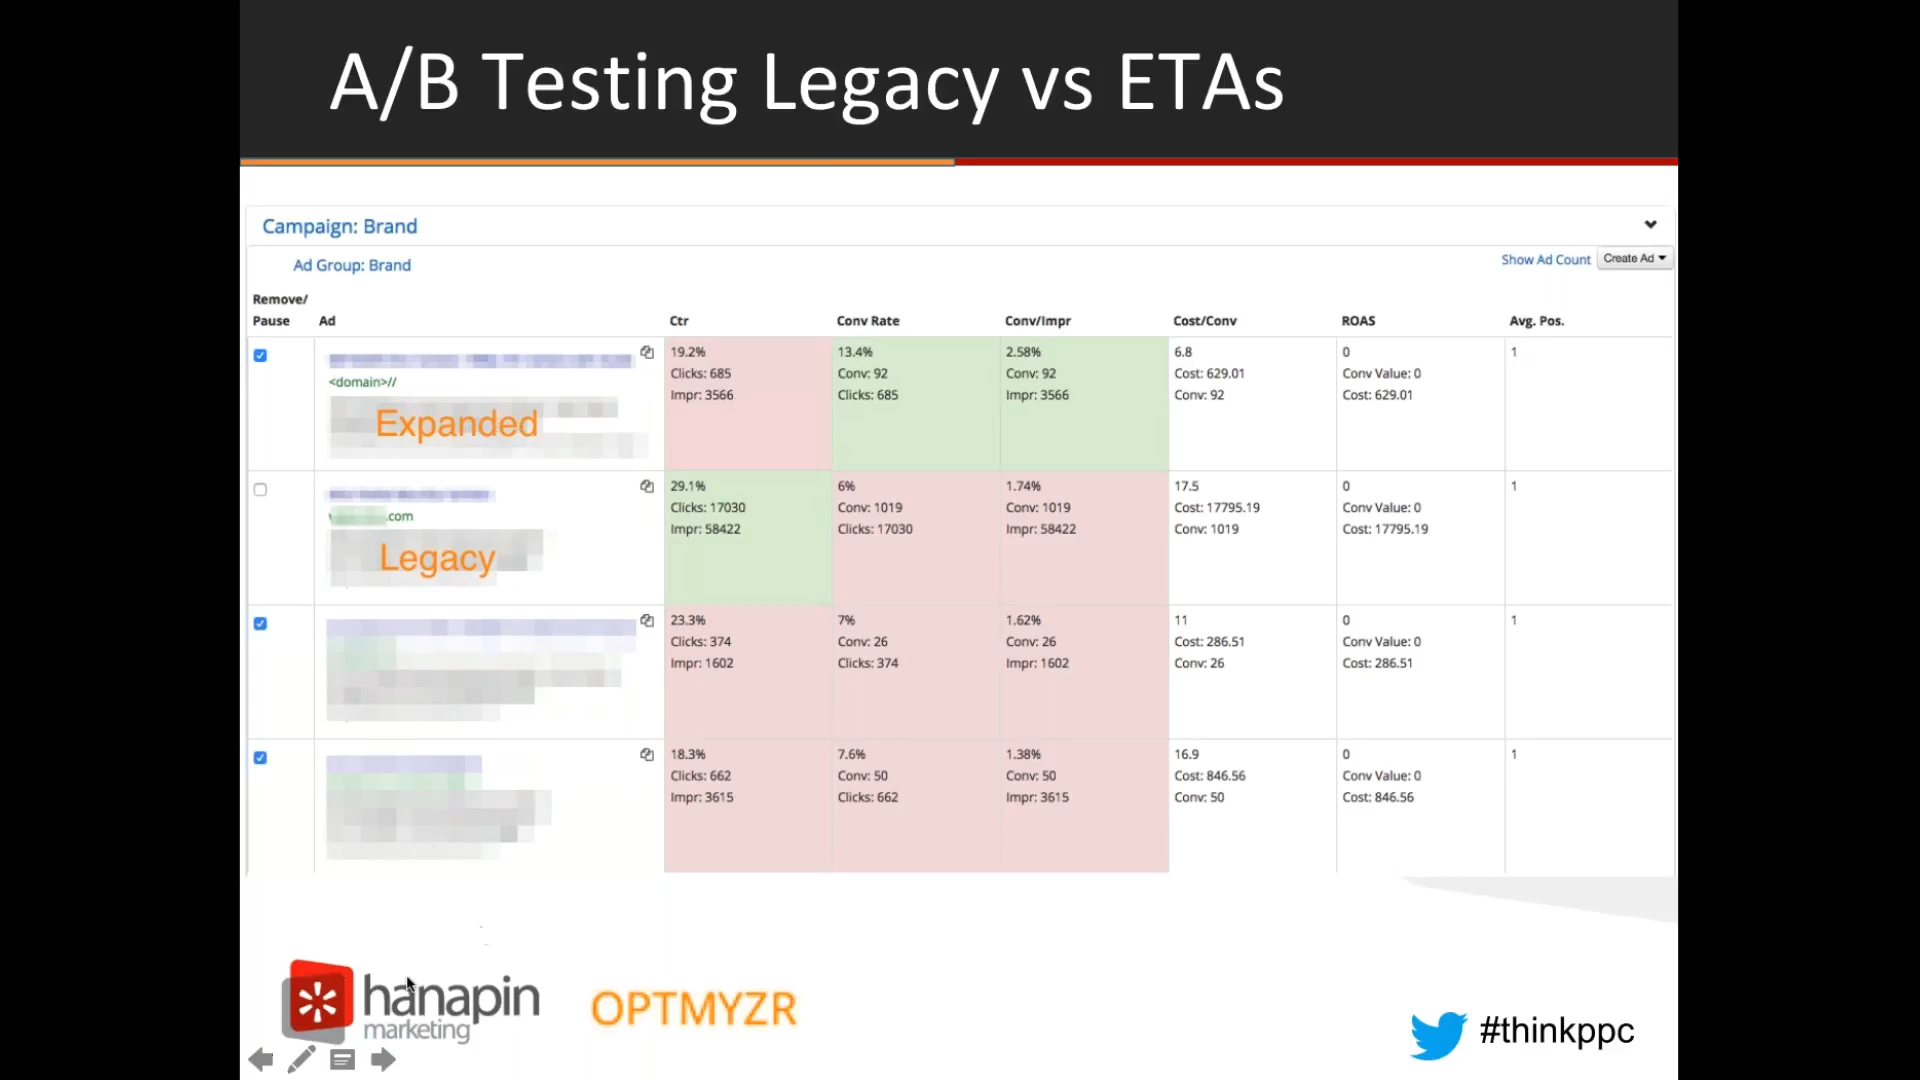 A/B Testing Legacy vs ETAs
Campaign: Brand
Ad Group: Brand
Show Ad Count
Create Ad
Remove/
Pause
Ad
Ctr
Conv Rate
Conv/Impr
Cost/Conv
ROAS
Avg. Pos.
<domain>//
Expanded
19.2%
Clicks: 685
Impr: 3566
13.4%
Conv: 92
Clicks: 685
2.58%
Conv: 92
Impr: 3566
6.8
Cost: 629.01
Conv: 92
0
Conv Value: 0
Cost: 629.01
1
.com
Legacy
29.1%
Clicks: 17030
Impr: 58422
6%
Conv: 1019
Clicks: 17030
1.74%
Conv: 1019
Impr: 58422
17.5
Cost: 17795.19
Conv: 1019
0
Conv Value: 0
Cost: 17795.19
1
23.3%
Clicks: 374
Impr: 1602
7%
Conv: 26
Clicks: 374
1.62%
Conv: 26
Impr: 1602
11
Cost: 286.51
Conv: 26
0
Conv Value: 0
Cost: 286.51
1
18.3%
Clicks: 662
Impr: 3615
7.6%
Conv: 50
Clicks: 662
1.38%
Conv: 50
Impr: 3615
16.9
Cost: 846.56
Conv: 50
0
Conv Value: 0
Cost: 846.56
1
hanapin
marketing
OPTMYZR
#thinkppc